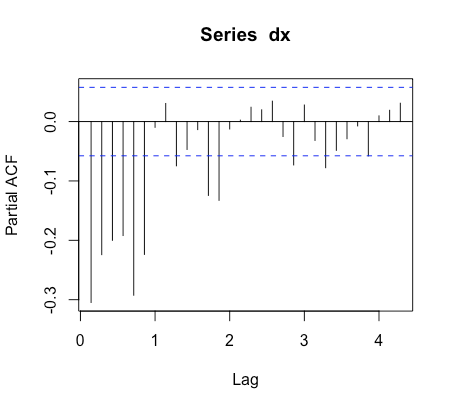 Series dx
Partial ACF
0.0
-0.1
-0.2
-0.3
0 1 2 3 4
Lag